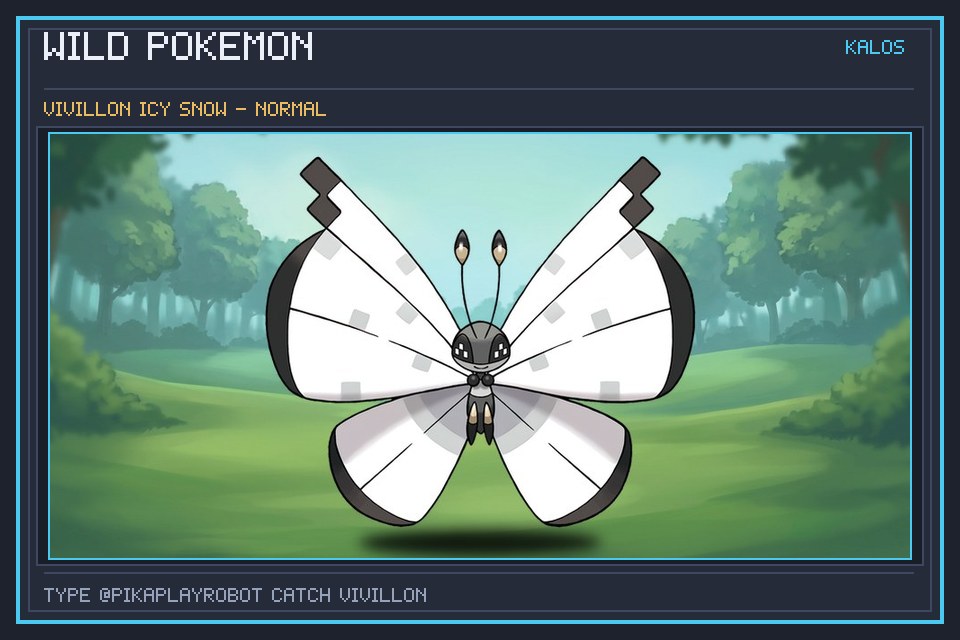 WILD POKEMON
KALOS
VIVILLON ICY SNOW - NORMAL
TYPE @PIKAPLAYROBOT CATCH VIVILLON